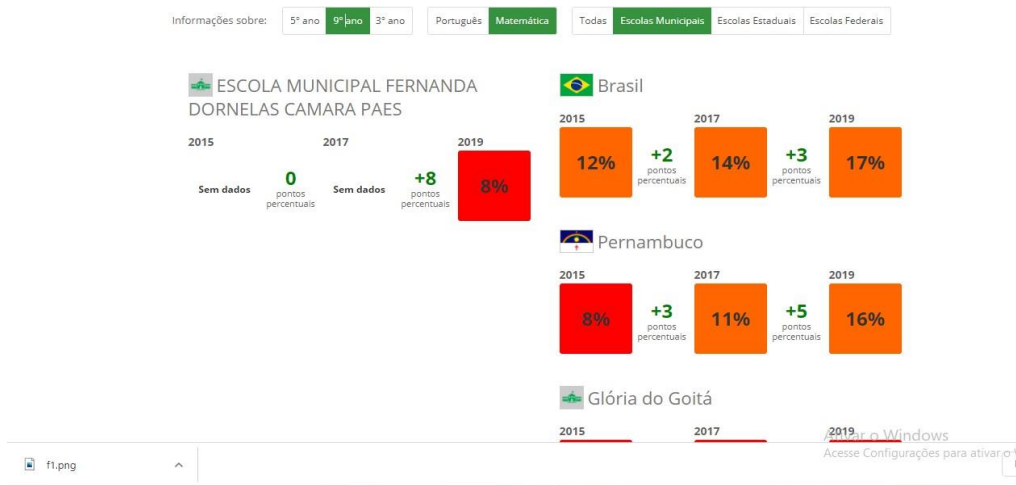 Informações sobre: 5º ano 9º ano 3º ano Português Matemática Todas Escolas Municipais Escolas Estaduais Escolas Federais
ESCOLA MUNICIPAL FERNANDA
DORNELAS CAMARA PAES
2015 2017 2019
Sem dados 0 pontos percentuais Sem dados +8 pontos percentuais 8%
Brasil
2015 2017 2019
12% +2 pontos percentuais 14% +3 pontos percentuais 17%
Pernambuco
2015 2017 2019
8% +3 pontos percentuais 11% +5 pontos percentuais 16%
Glória do Goitá
2015 2017 2019
Ativar o Windows
Acesse Configurações para ativar o
f1.png